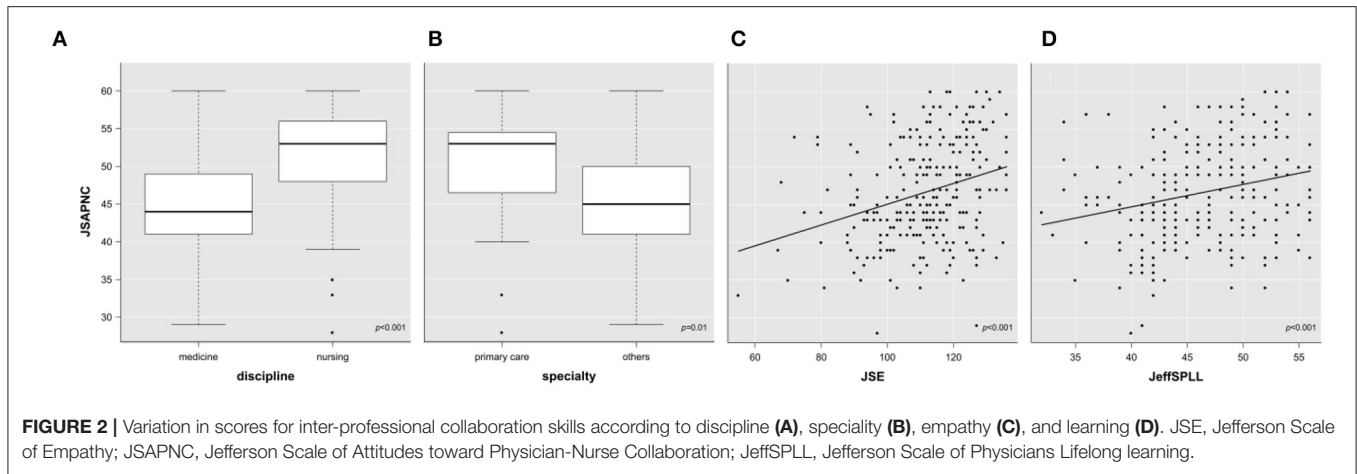 A
B
C
D
JSAPNC
60
55
50
45
40
35
30
p<0.001
medicine
nursing
discipline
p=0.01
primary care
others
specialty
p<0.001
60
80
100
120
JSE
p<0.001
35
40
45
50
55
JeffSPLL
FIGURE 2 | Variation in scores for inter-professional collaboration skills according to discipline (A), speciality (B), empathy (C), and learning (D). JSE, Jefferson Scale
of Empathy; JSAPNC, Jefferson Scale of Attitudes toward Physician-Nurse Collaboration; JeffSPLL, Jefferson Scale of Physicians Lifelong learning.